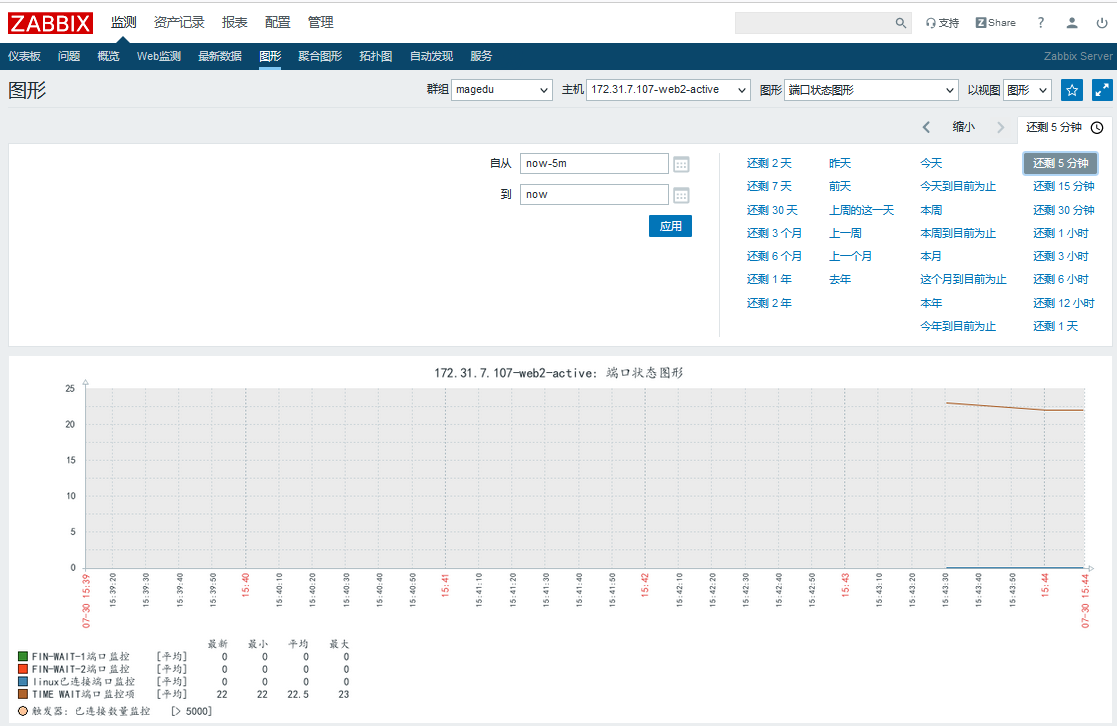 ZABBIX 监测 资产记录 报表 配置 管理 支持 Z Share ?
仪表板 问题 概览 Web监测 最新数据 图形 聚合图形 拓扑图 自动发现 服务 Zabbix Server
图形 群组 magedu 主机 172.31.7.107-web2-active 图形 端口状态图形 以视图 图形
缩小 还剩 5 分钟
自从 now-5m
到 now
应用
还剩 2 天 昨天 今天 还剩 5 分钟
还剩 7 天 前天 今天到目前为止 还剩 15 分钟
还剩 30 天 上周的这一天 本周 还剩 30 分钟
还剩 3 个月 上一周 本周到目前为止 还剩 1 小时
还剩 6 个月 上一个月 本月 还剩 3 小时
还剩 1 年 去年 这个月到目前为止 还剩 6 小时
还剩 2 年 本年 还剩 12 小时
今年到目前为止 还剩 1 天
172.31.7.107-web2-active: 端口状态图形
25
20
15
10
5
0
07-30 15:39
15:39:20
15:39:30
15:39:40
15:39:50
15:40
15:40:10
15:40:20
15:40:30
15:40:40
15:40:50
15:41
15:41:10
15:41:20
15:41:30
15:41:40
15:41:50
15:42
15:42:10
15:42:20
15:42:30
15:42:40
15:42:50
15:43
15:43:10
15:43:20
15:43:30
15:43:40
15:43:50
15:44
07-30 15:44
最新 最小 平均 最大
FIN-WAIT-1端口监控 [平均] 0 0 0 0
FIN-WAIT-2端口监控 [平均] 0 0 0 0
linux已连接端口监控 [平均] 0 0 0 0
TIME WAIT端口监控项 [平均] 22 22 22.5 23
触发器: 已连接数量监控 [> 5000]